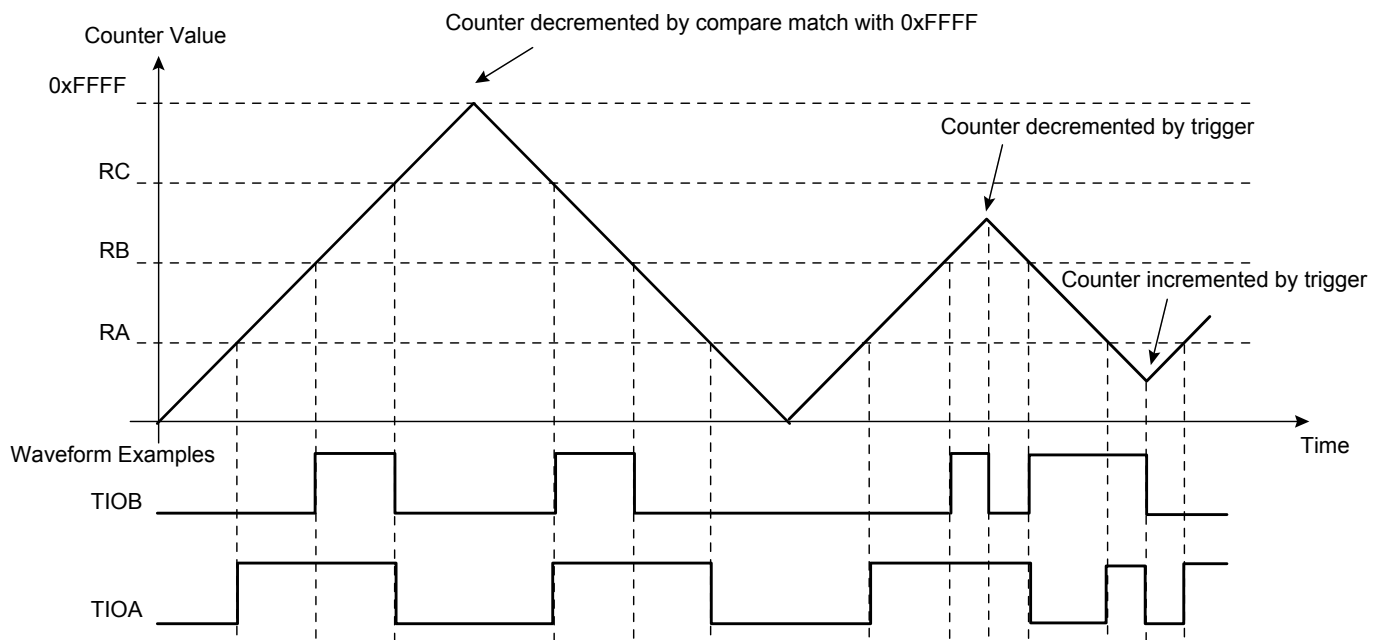 Counter decremented by compare match with 0xFFFF
Counter Value
0xFFFF
Counter decremented by trigger
RC
RB
Counter incremented by trigger
RA
Time
Waveform Examples
TIOB
TIOA